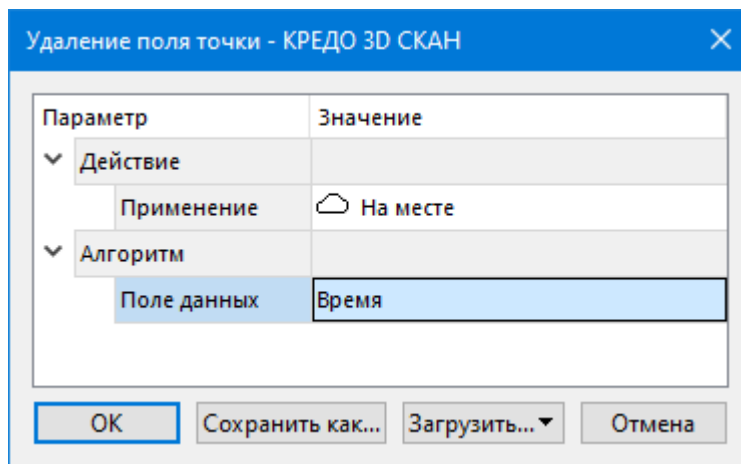 Удаление поля точки - КРЕДО 3D СКАН
Параметр Значение
Действие
Применение На месте
Алгоритм
Поле данных Время
ОК Сохранить как... Загрузить... Отмена